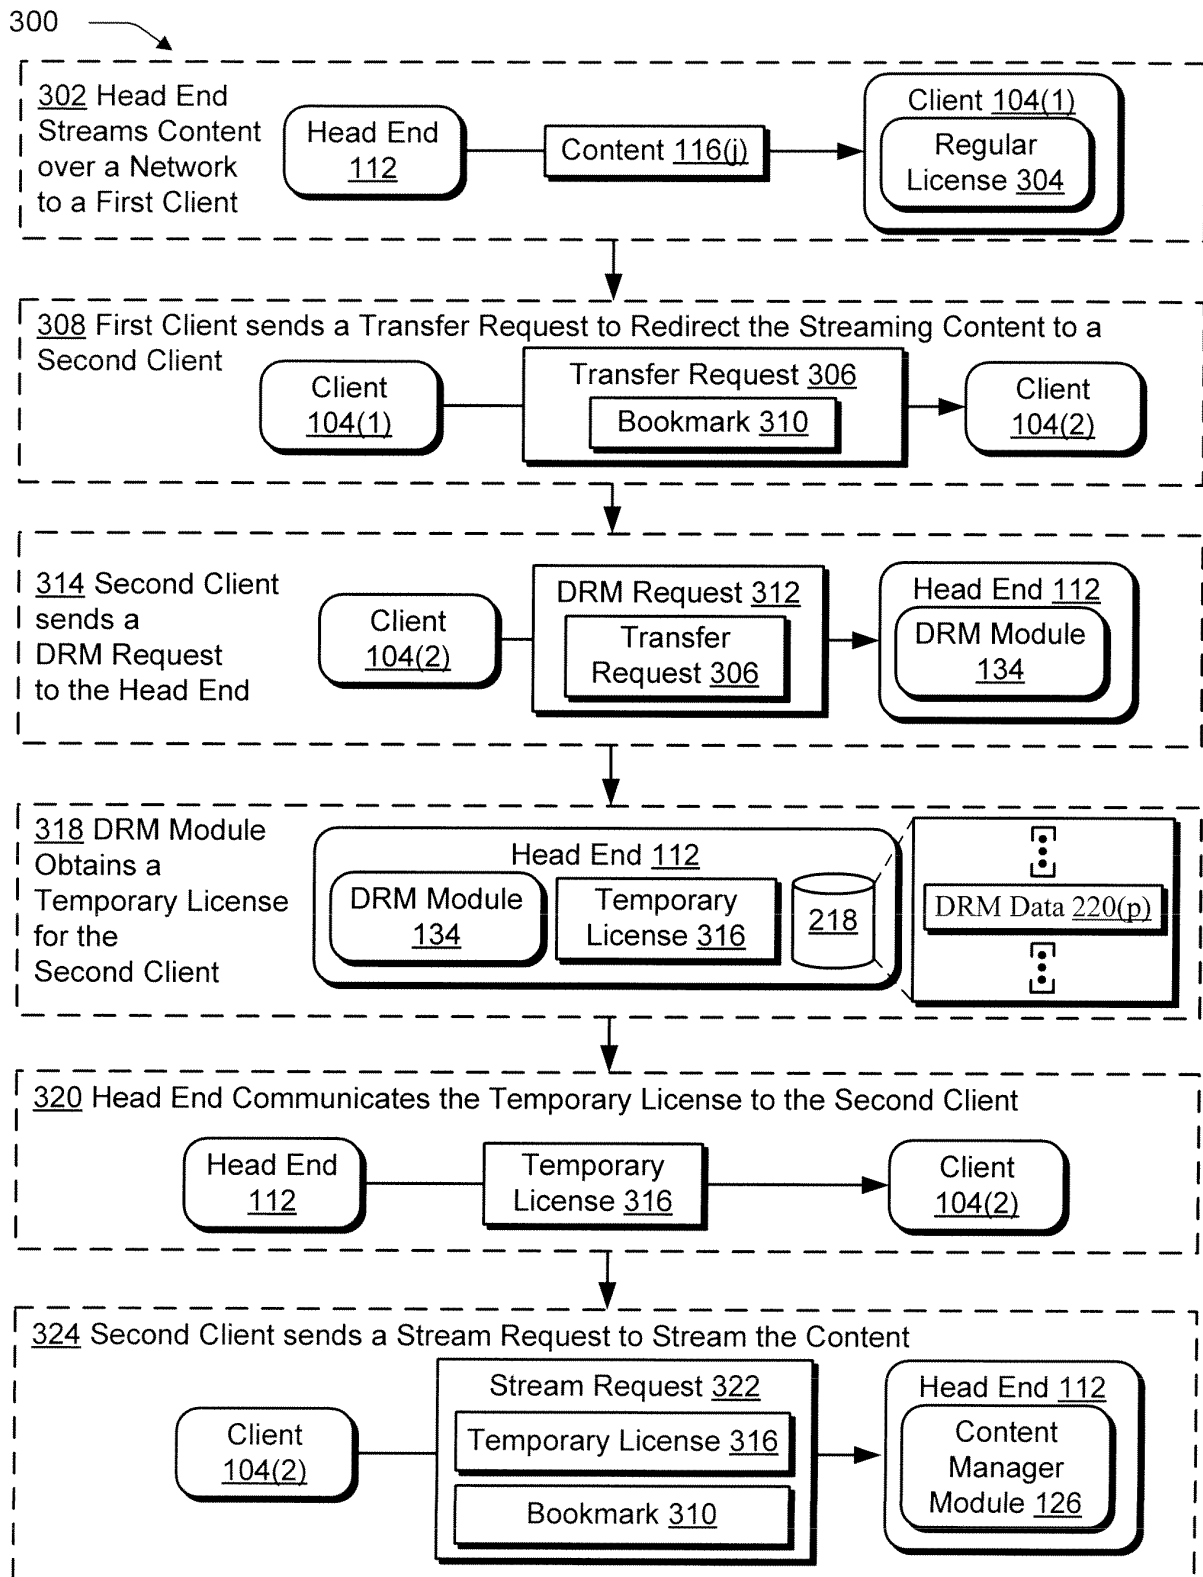 300
302 Head End
Streams Content
over a Network
to a First Client
Head End
112
Content 116(j)
Client 104(1)
Regular
License 304
308 First Client sends a Transfer Request to Redirect the Streaming Content to a
Second Client
Client
104(1)
Transfer Request 306
Bookmark 310
Client
104(2)
314 Second Client
sends a
DRM Request
to the Head End
Client
104(2)
DRM Request 312
Transfer
Request 306
Head End 112
DRM Module
134
318 DRM Module
Obtains a
Temporary License
for the
Second Client
Head End 112
DRM Module
134
Temporary
License 316
218
DRM Data 220(p)
320 Head End Communicates the Temporary License to the Second Client
Head End
112
Temporary
License 316
Client
104(2)
324 Second Client sends a Stream Request to Stream the Content
Client
104(2)
Stream Request 322
Temporary License 316
Bookmark 310
Head End 112
Content
Manager
Module 126